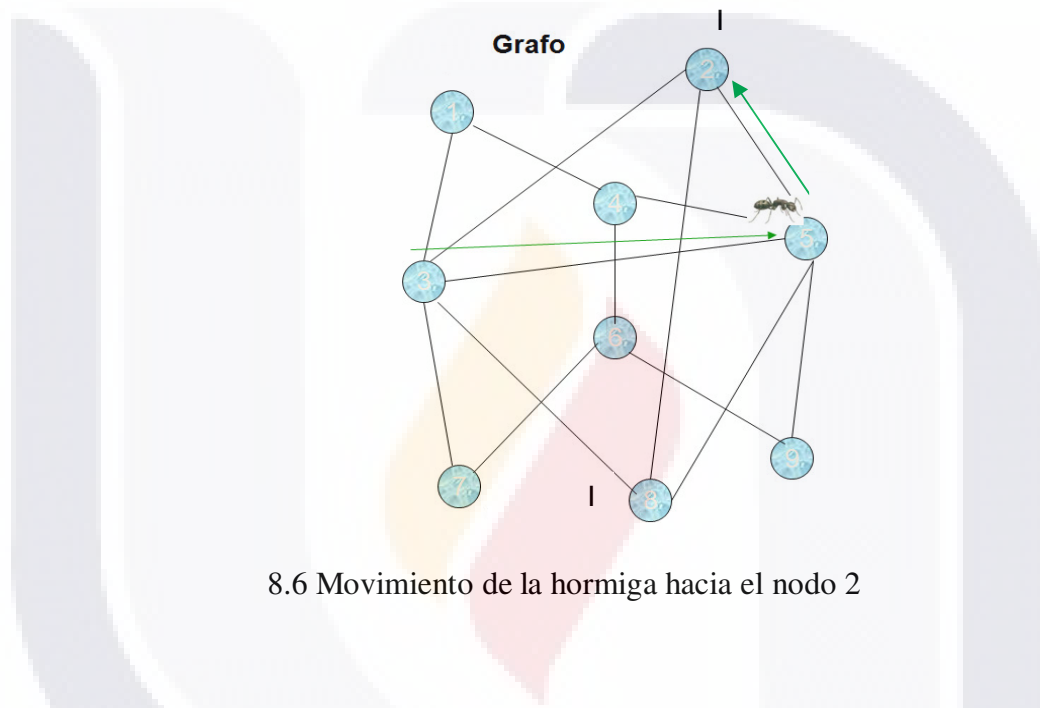 l
Grafo
2.
1.
4.
5.
3.
6.
9.
7.
l
8.
8.6 Movimiento de la hormiga hacia el nodo 2